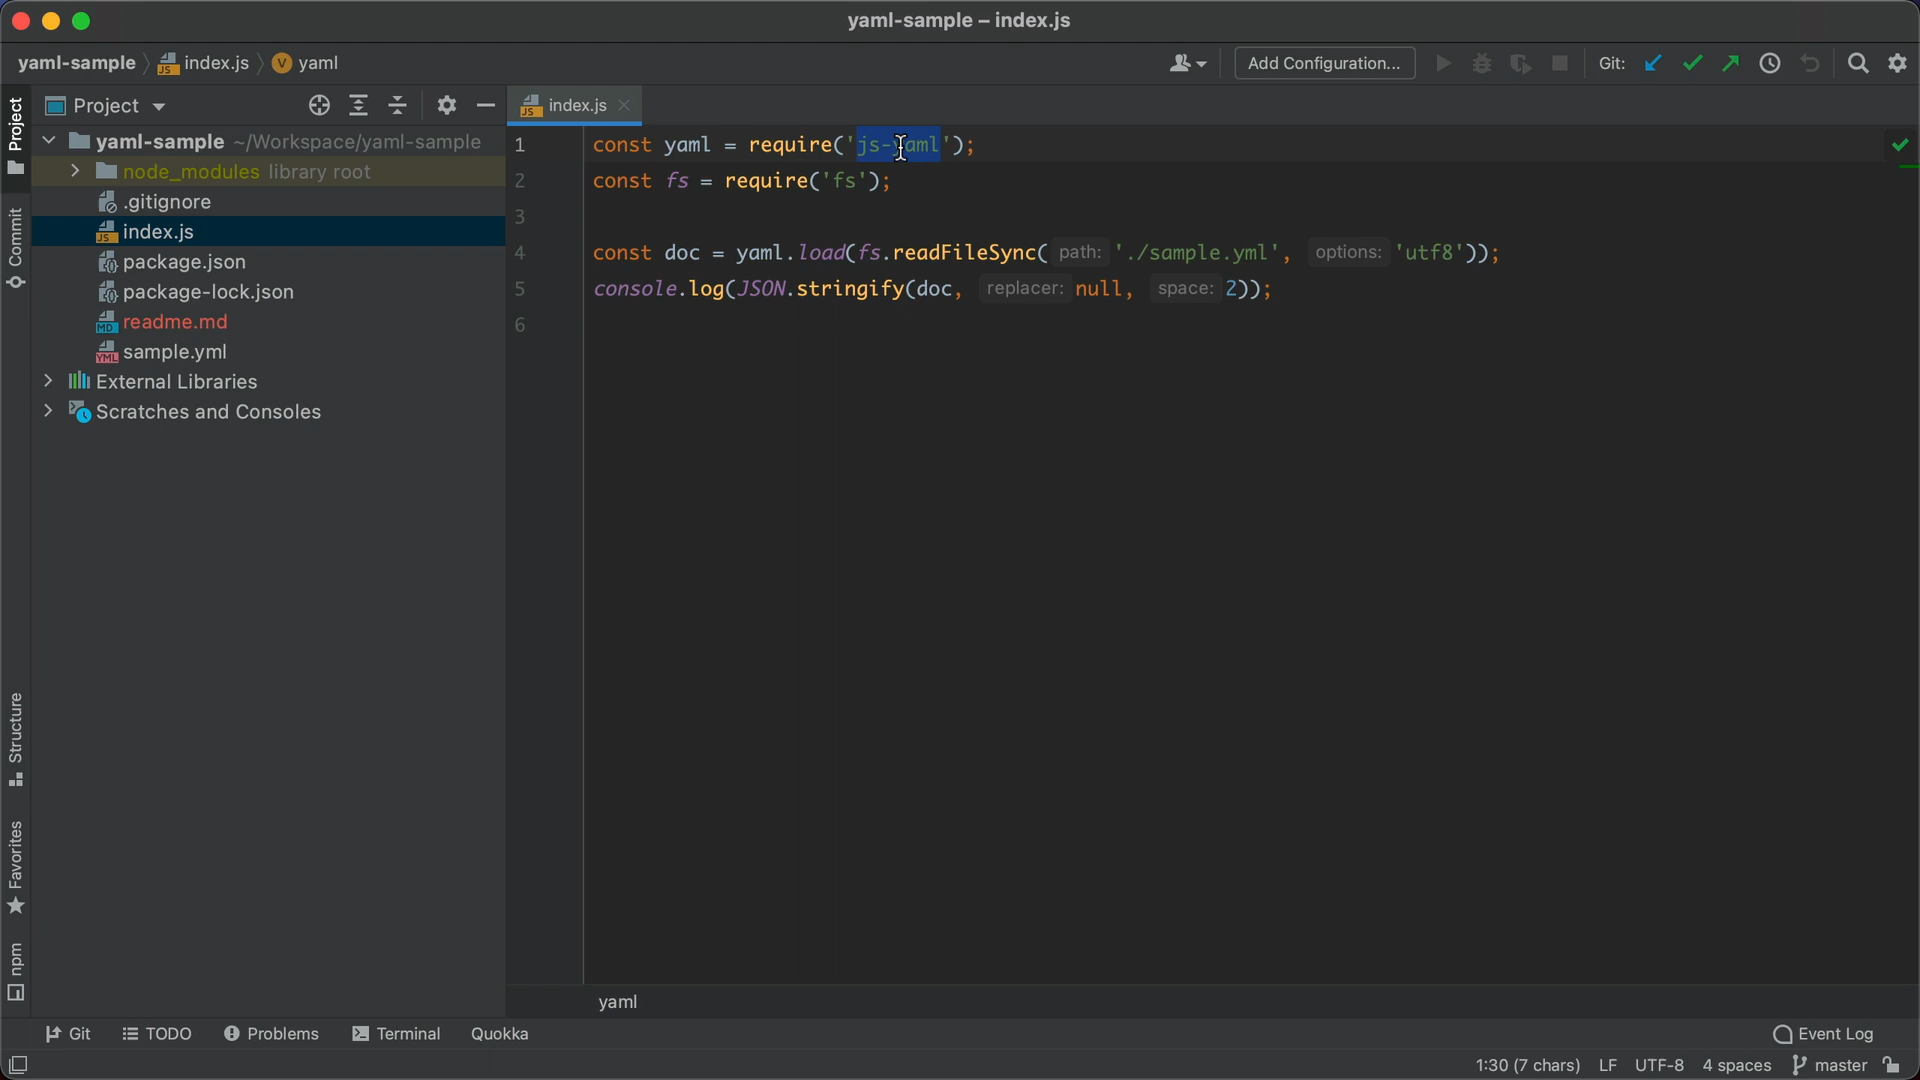 yaml-sample – index.js
yaml-sample index.js yaml
Add Configuration...
Git:
Project
index.js
Project
Commit
Structure
Favorites
npm
yaml-sample ~/Workspace/yaml-sample
node_modules library root
.gitignore
index.js
package.json
package-lock.json
readme.md
sample.yml
External Libraries
Scratches and Consoles
1 const yaml = require('js-yaml');
2 const fs = require('fs');
3
4 const doc = yaml.load(fs.readFileSync( path: './sample.yml', options: 'utf8'));
5 console.log(JSON.stringify(doc, replacer: null, space: 2));
6
yaml
Git TODO Problems Terminal Quokka Event Log
1:30 (7 chars) LF UTF-8 4 spaces master